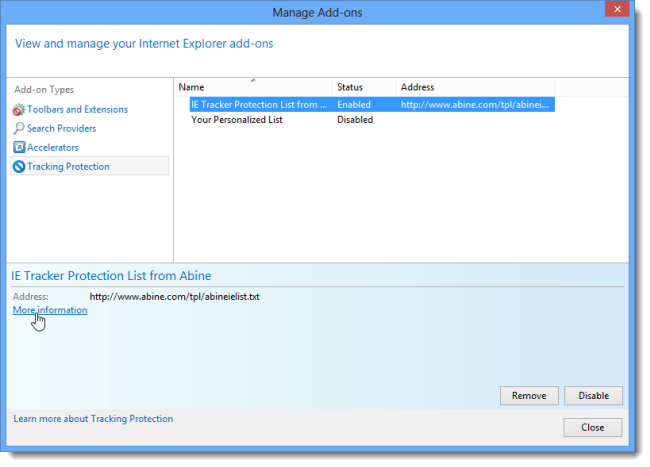 Manage Add-ons
View and manage your Internet Explorer add-ons
Add-on Types
Toolbars and Extensions
Search Providers
Accelerators
Tracking Protection
Name Status Address
IE Tracker Protection List from ... Enabled http://www.abine.com/tpl/abinei...
Your Personalized List Disabled
IE Tracker Protection List from Abine
Address: http://www.abine.com/tpl/abineielist.txt
More information
Remove Disable
Learn more about Tracking Protection
Close